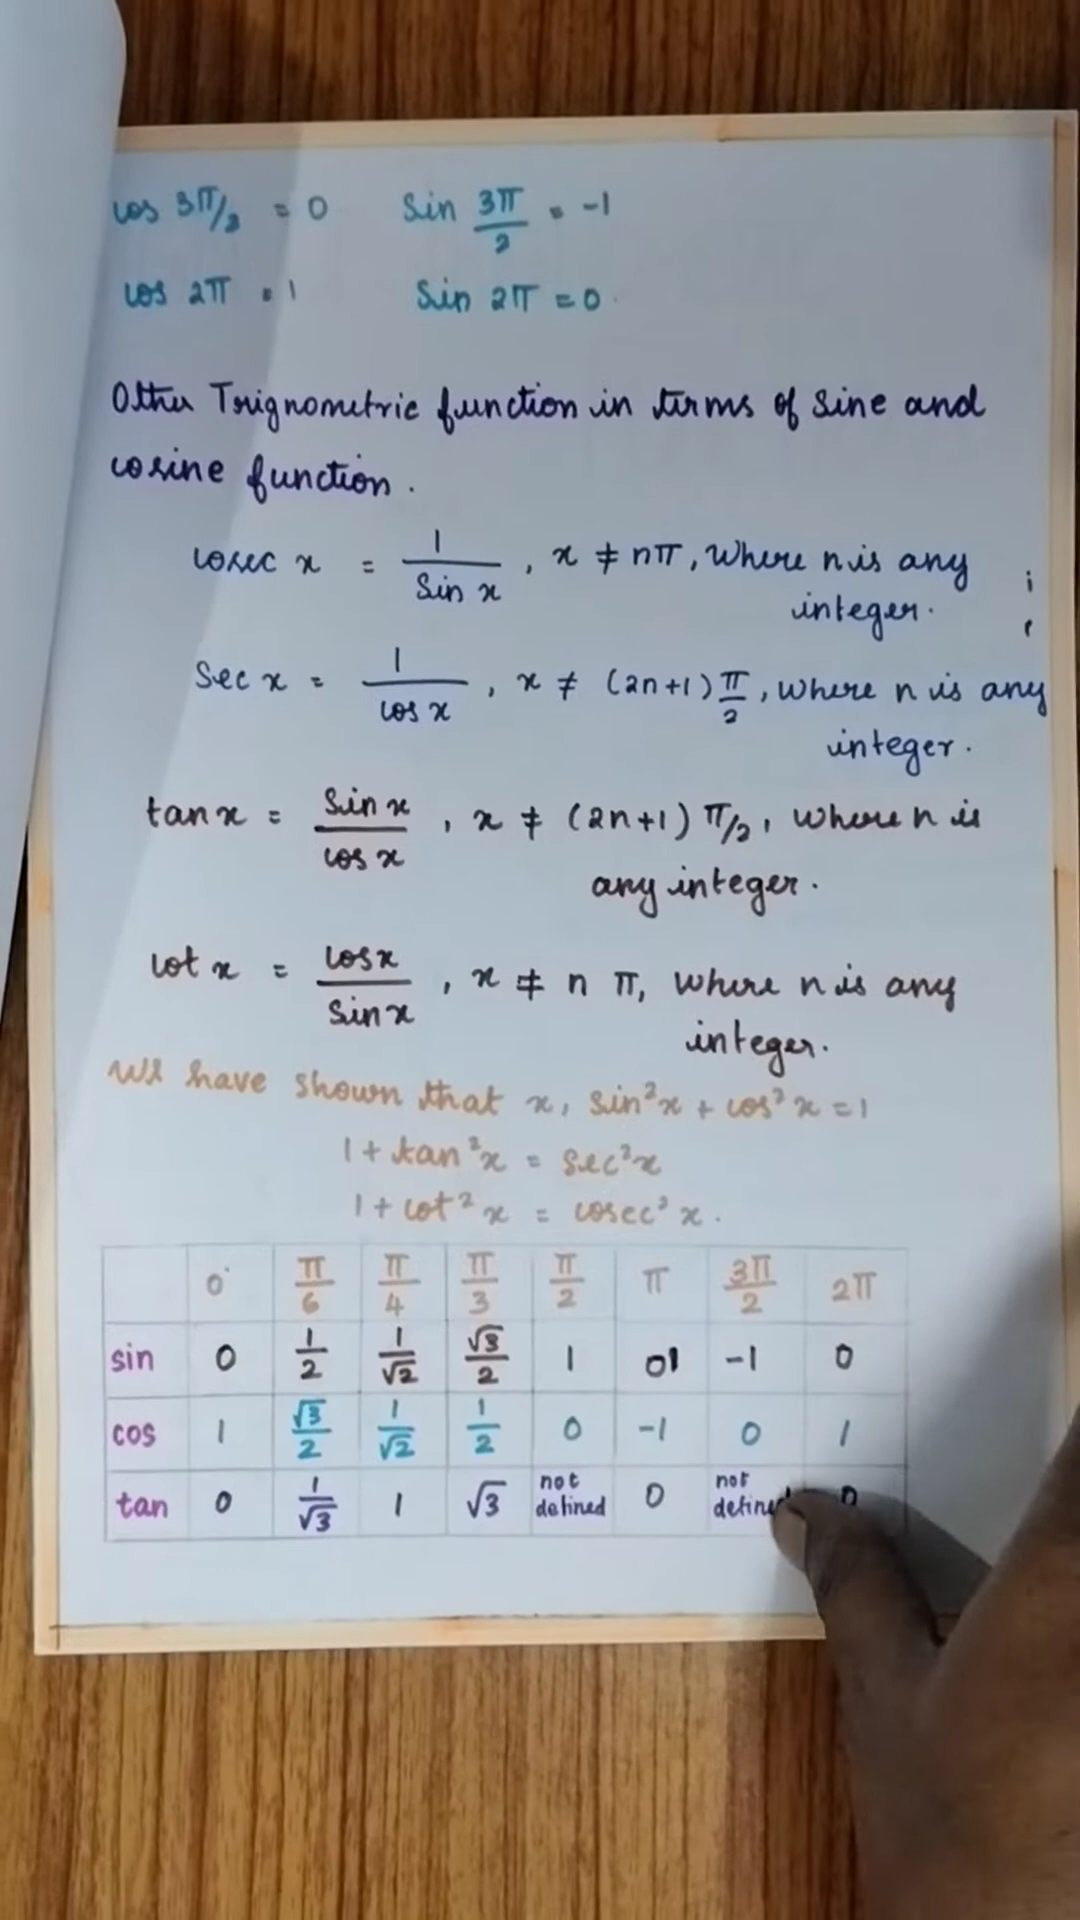 cos 3π/2 = 0 sin 3π/2 = -1
cos 2π = 1 sin 2π = 0.
Other Trignometric function in terms of sine and
cosine function.
cosec x = 1/sin x, x ≠ nπ, where n is any
integer.
sec x = 1/cos x, x ≠ (2n+1) π/2, where n is any
integer.
tan x = sin x/cos x, x ≠ (2n+1) π/2, where n is
any integer.
cot x = cos x/sin x, x ≠ n π, where n is any
integer.
We have shown that x, sin²x + cos²x = 1
1 + tan²x = sec²x
1 + cot²x = cosec²x.
0° π/6 π/4 π/3 π/2 π 3π/2 2π
sin 0 1/2 1/√2 √3/2 1 01 -1 0
cos 1 √3/2 1/√2 1/2 0 -1 0 1
tan 0 1/√3 1 √3 not defined 0 not defined 0